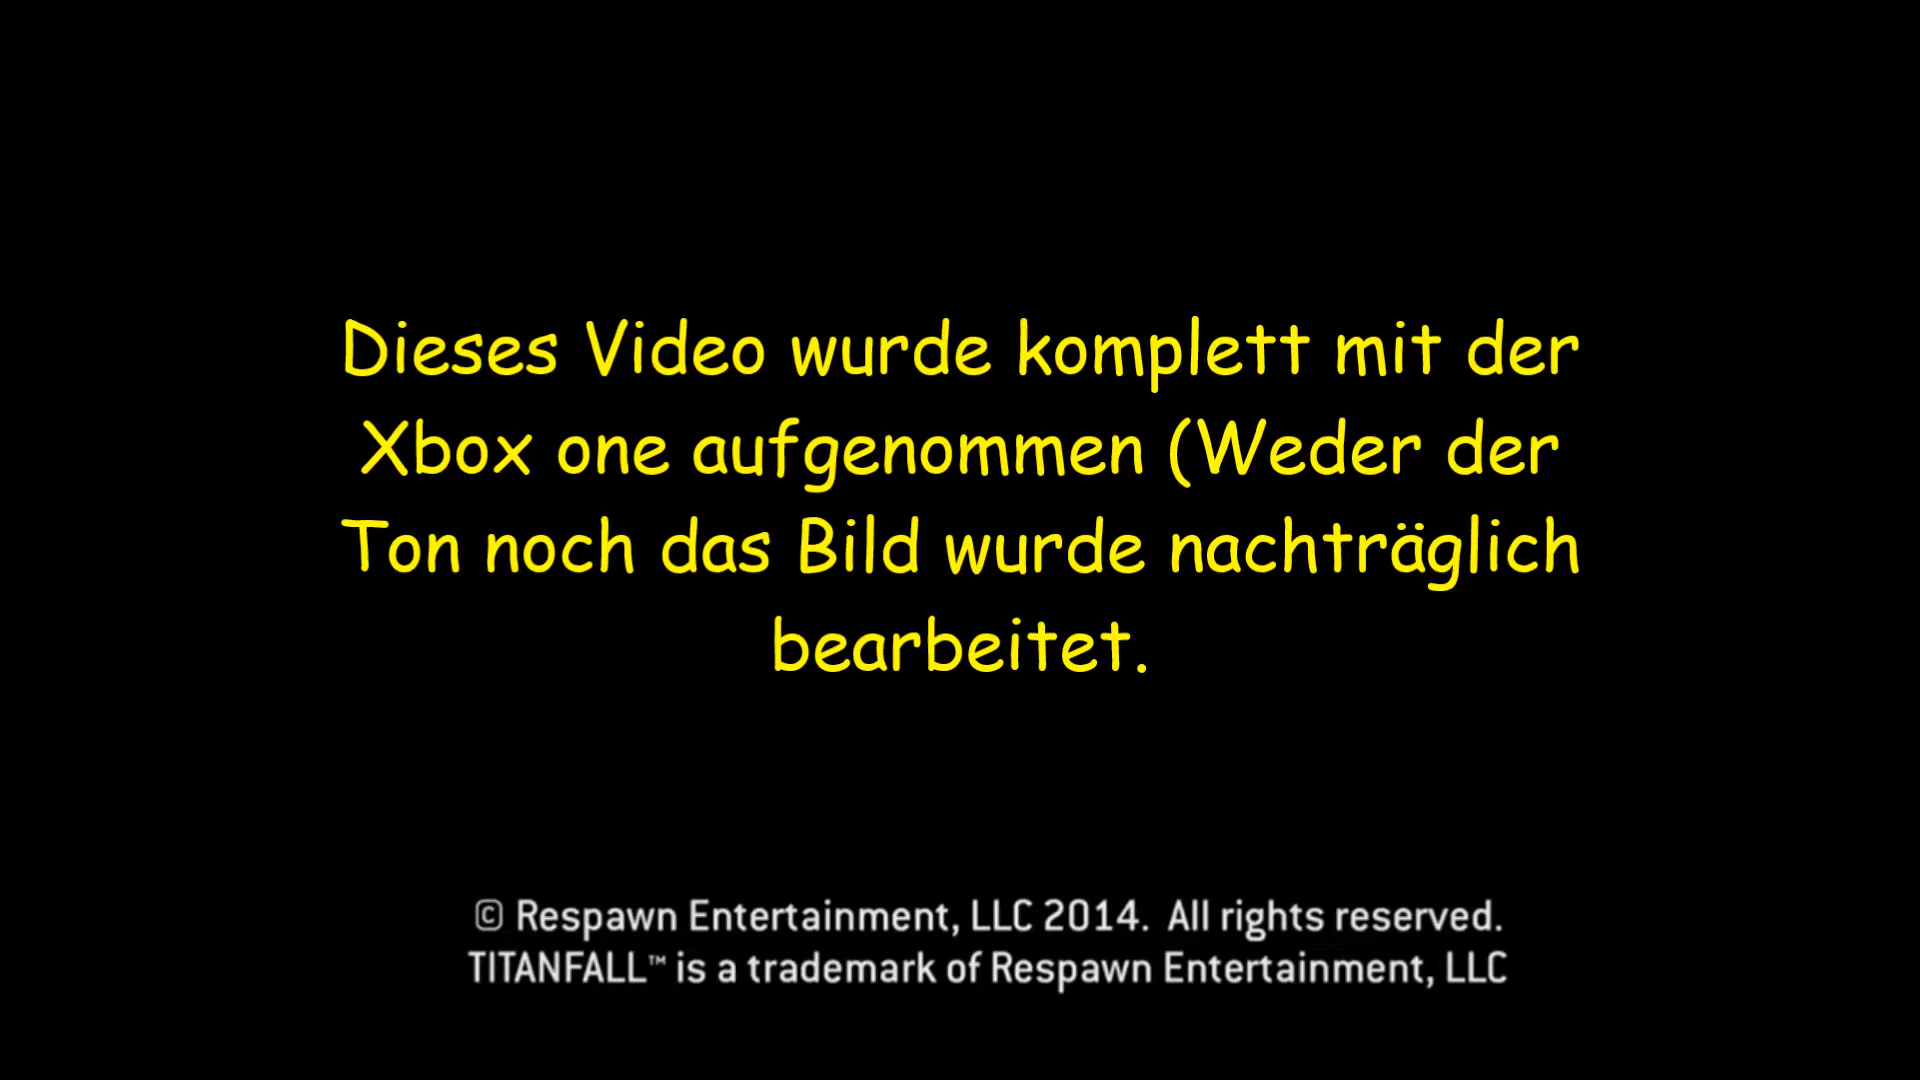 Dieses Video wurde komplett mit der
Xbox one aufgenommen (Weder der
Ton noch das Bild wurde nachträglich
bearbeitet.
© Respawn Entertainment, LLC 2014. All rights reserved.
TITANFALL™ is a trademark of Respawn Entertainment, LLC